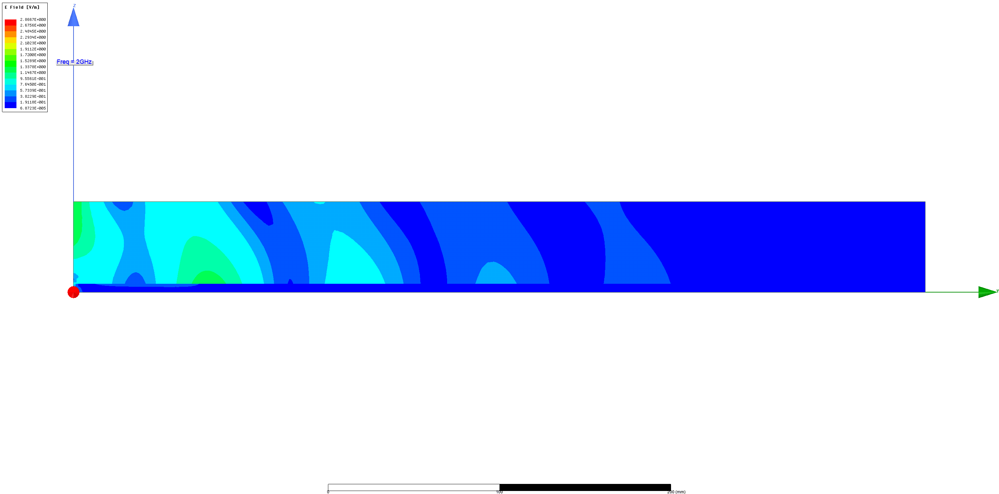 E Field [V/m]
2.8667E+000
2.6756E+000
2.4845E+000
2.2934E+000
2.1023E+000
1.9112E+000
1.7200E+000
1.5289E+000
1.3378E+000
1.1467E+000
9.5561E-001
7.6450E-001
5.7339E-001
3.8229E-001
1.9118E-001
6.8723E-005
Z
Freq = 2GHz
Y
0 100 200 (mm)